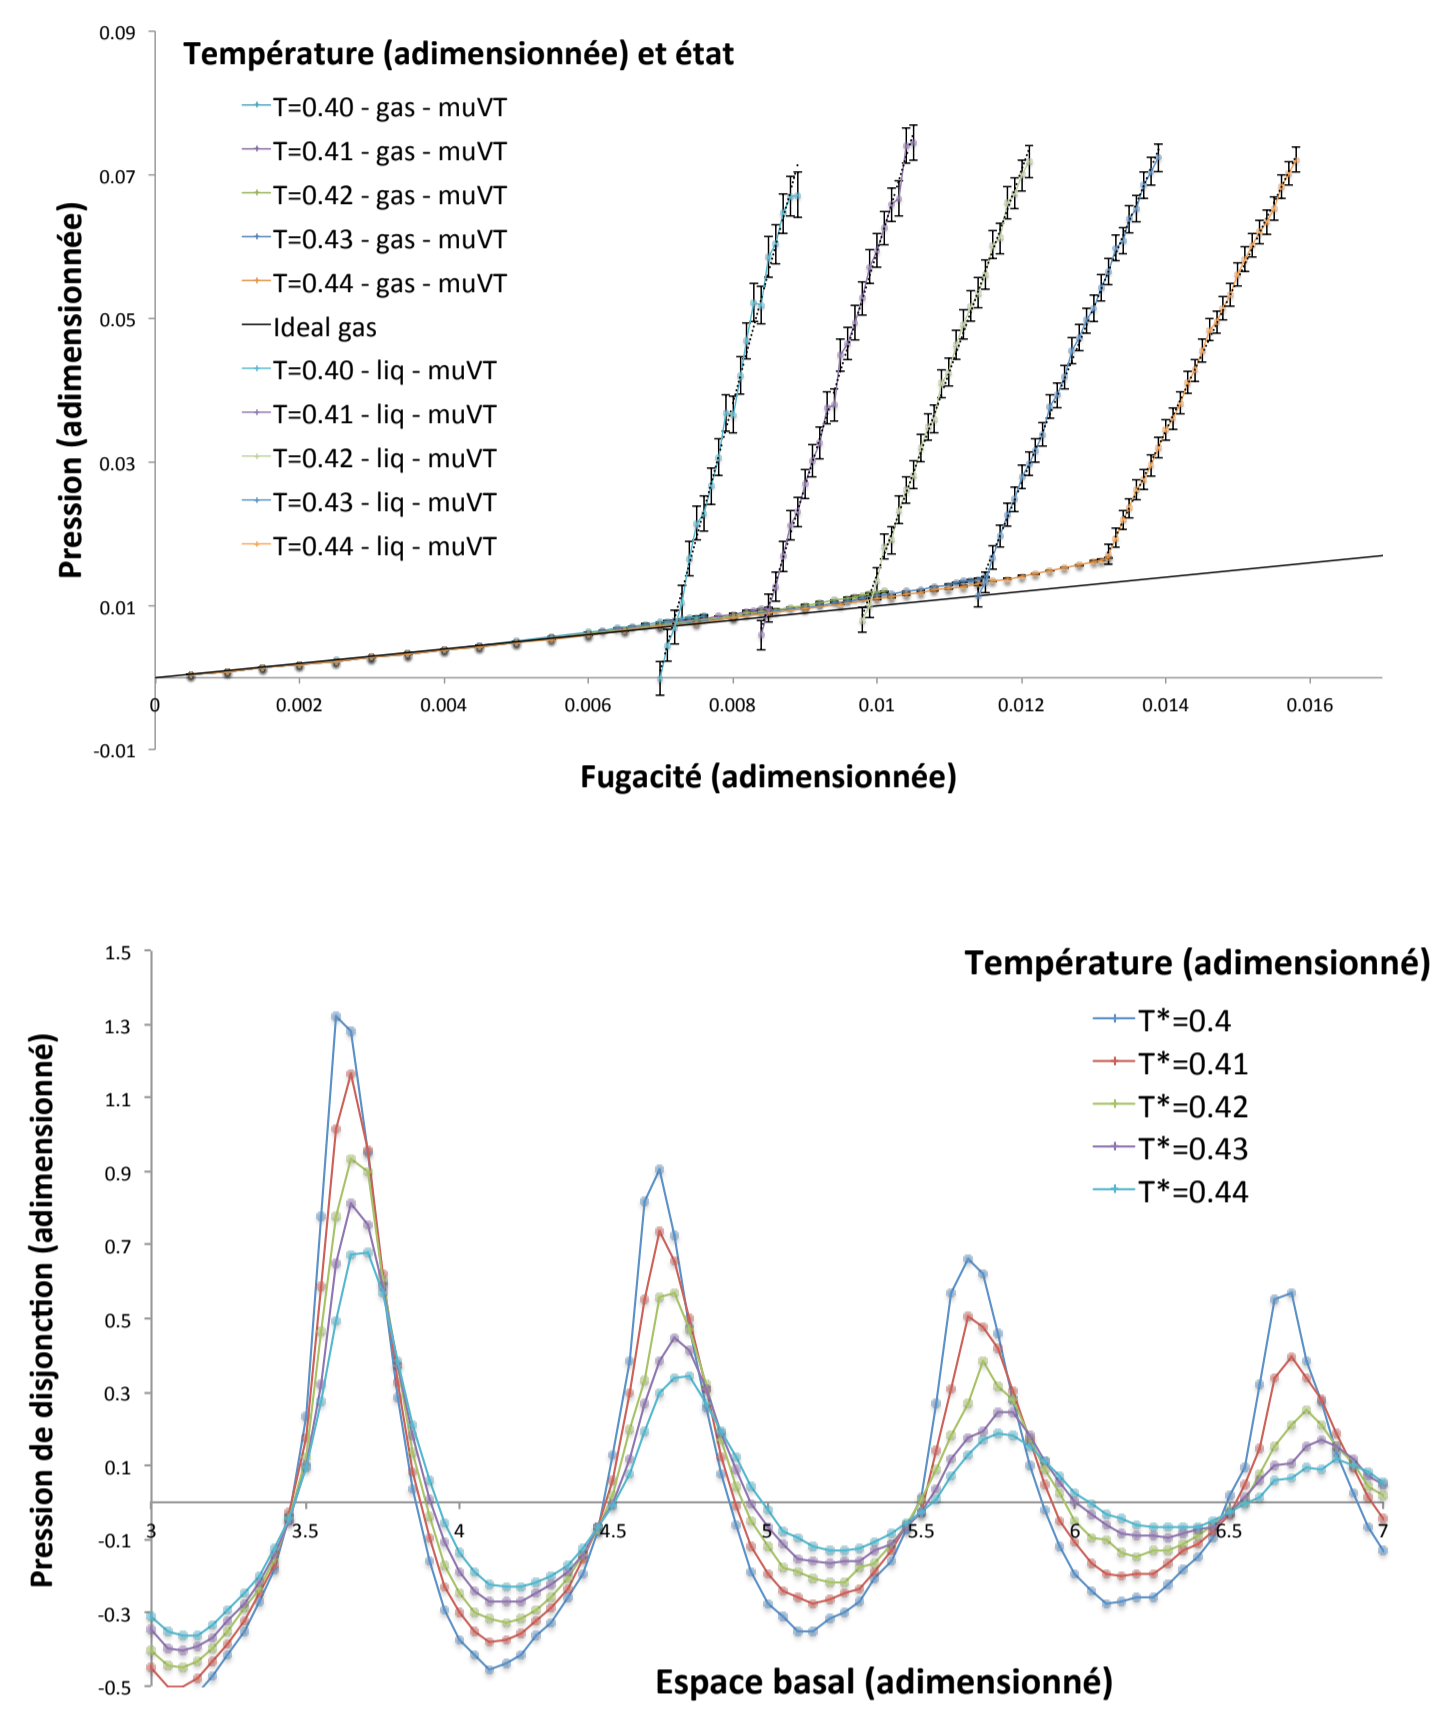 0.09
Température (adimensionnée) et état
T=0.40 - gas - muVT
T=0.41 - gas - muVT
T=0.42 - gas - muVT
T=0.43 - gas - muVT
T=0.44 - gas - muVT
Ideal gas
T=0.40 - liq - muVT
T=0.41 - liq - muVT
T=0.42 - liq - muVT
T=0.43 - liq - muVT
T=0.44 - liq - muVT
0.07
0.05
0.03
0.01
-0.01
Pression (adimensionnée)
0 0.002 0.004 0.006 0.008 0.01 0.012 0.014 0.016
Fugacité (adimensionnée)
1.5
1.3
1.1
0.9
0.7
0.5
0.3
0.1
-0.1
-0.3
-0.5
Pression de disjonction (adimensionné)
Température (adimensionné)
T*=0.4
T*=0.41
T*=0.42
T*=0.43
T*=0.44
3 3.5 4 4.5 5 5.5 6 6.5 7
Espace basal (adimensionné)